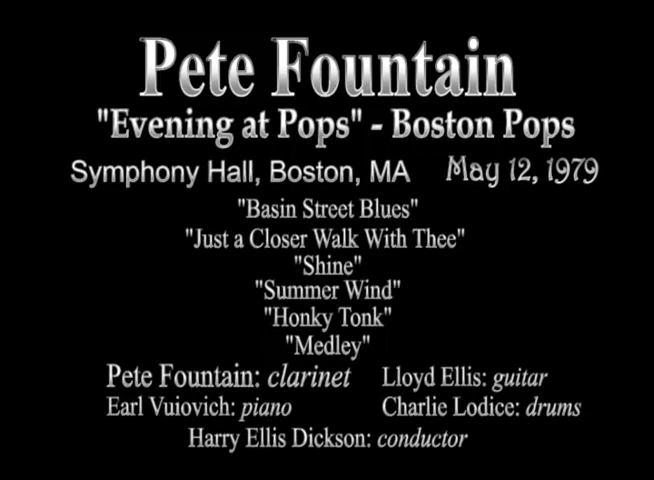 Pete Fountain
"Evening at Pops" - Boston Pops
Symphony Hall, Boston, MA May 12, 1979
"Basin Street Blues"
"Just a Closer Walk With Thee"
"Shine"
"Summer Wind"
"Honky Tonk"
"Medley"
Pete Fountain: clarinet Lloyd Ellis: guitar
Earl Vuiovich: piano Charlie Lodice: drums
Harry Ellis Dickson: conductor